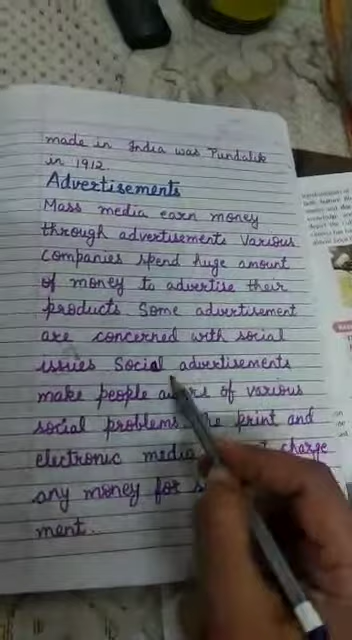 made in India was Pundalik
in 1912.
Advertisements
Mass media earn money
through advertisements Various
companies spend huge amount
of money to advertise their
products Some advertisement
are concerned with social
issues Social advertisements
make people aware of various
social problems. The print and
electronic media charge
any money for
ment.